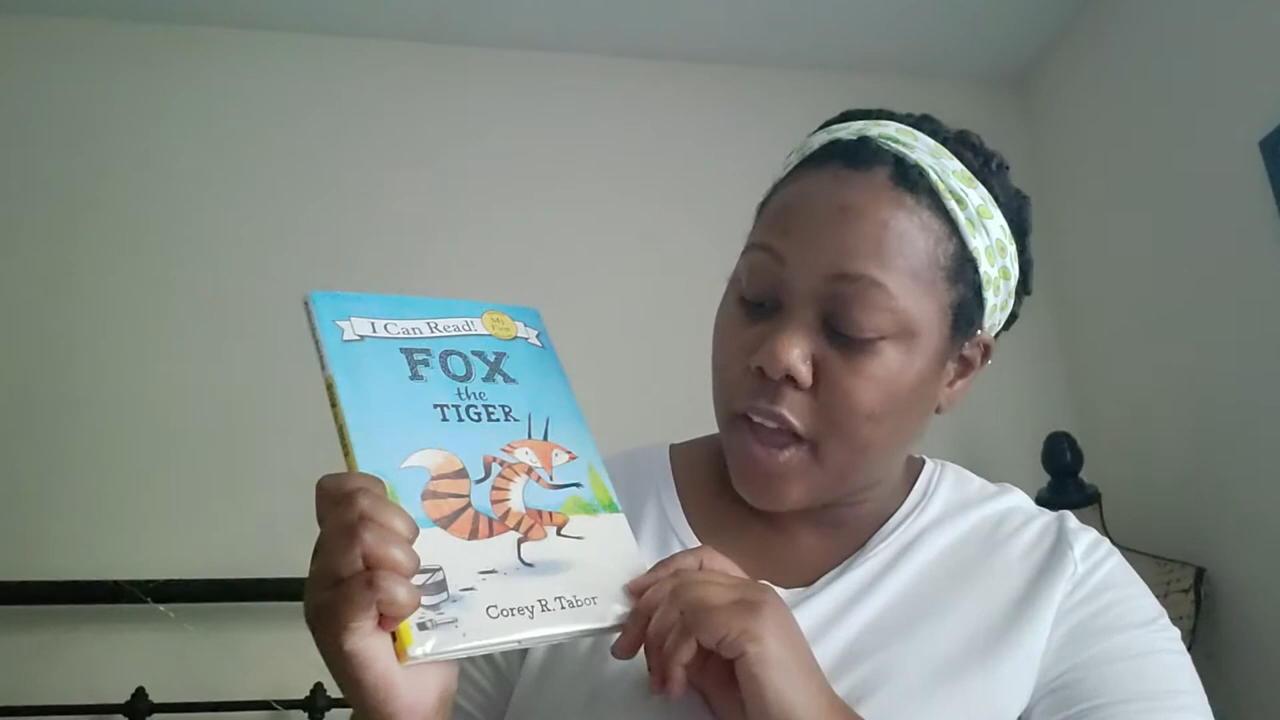 I Can Read!
My
First
FOX
the
TIGER
Corey R. Tabor